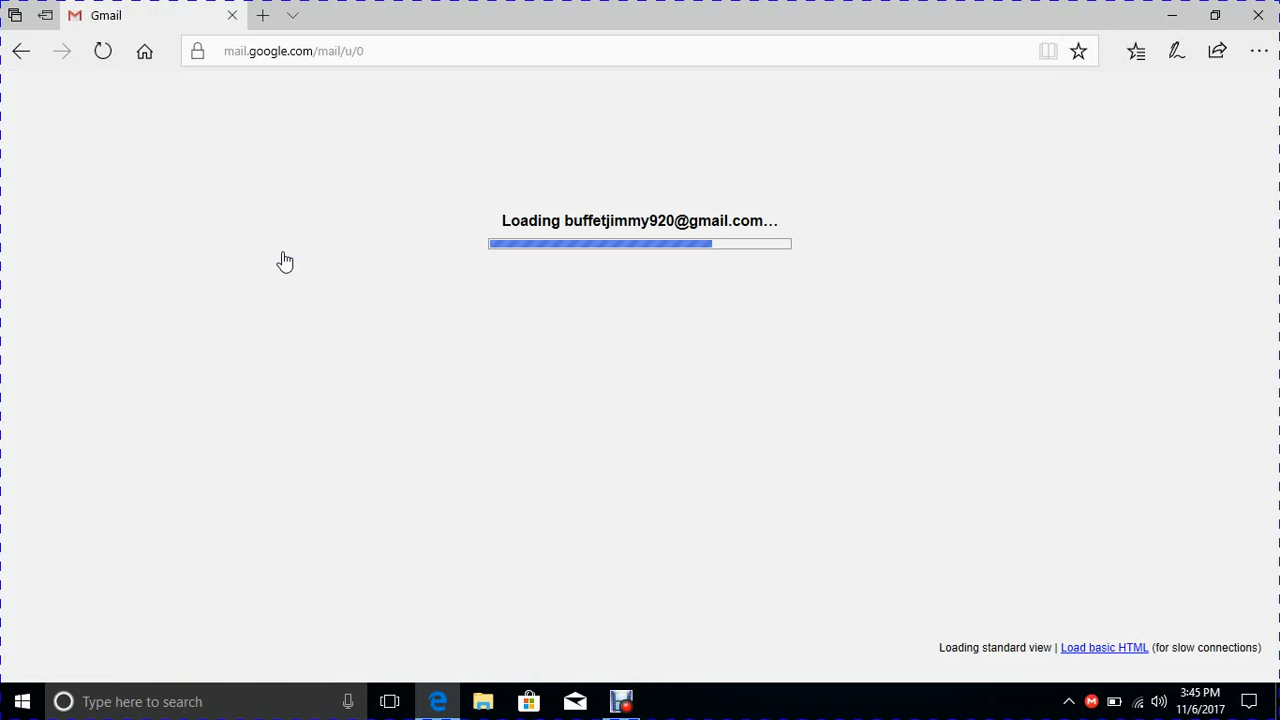 Gmail
mail.google.com/mail/u/0
Loading buffetjimmy920@gmail.com...
Loading standard view | Load basic HTML (for slow connections)
Type here to search
3:45 PM
11/6/2017